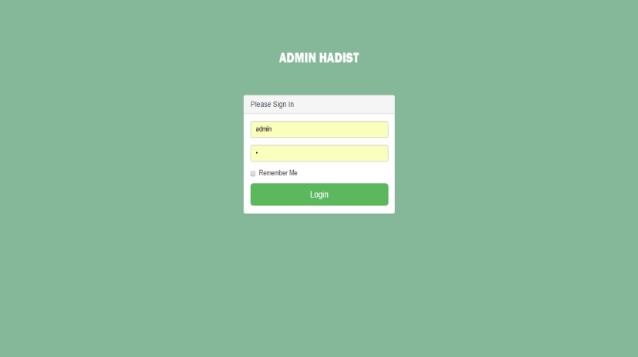 ADMIN HADIST
Please Sign In
admin
•
Remember Me
Login